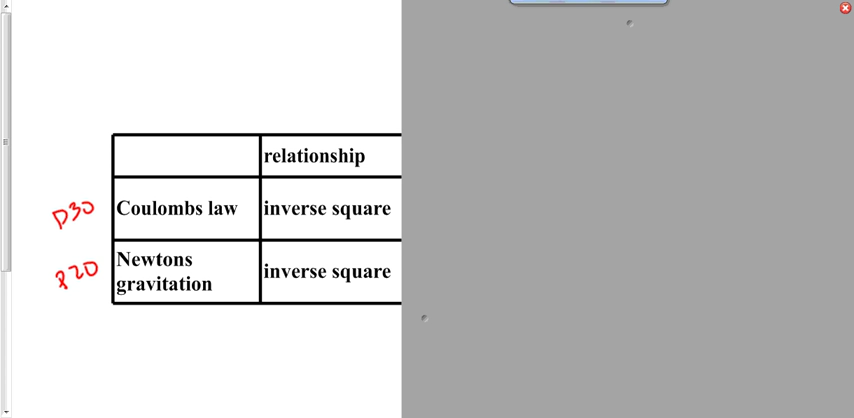 relationship
P30 Coulombs law inverse square
P20 Newtons gravitation inverse square